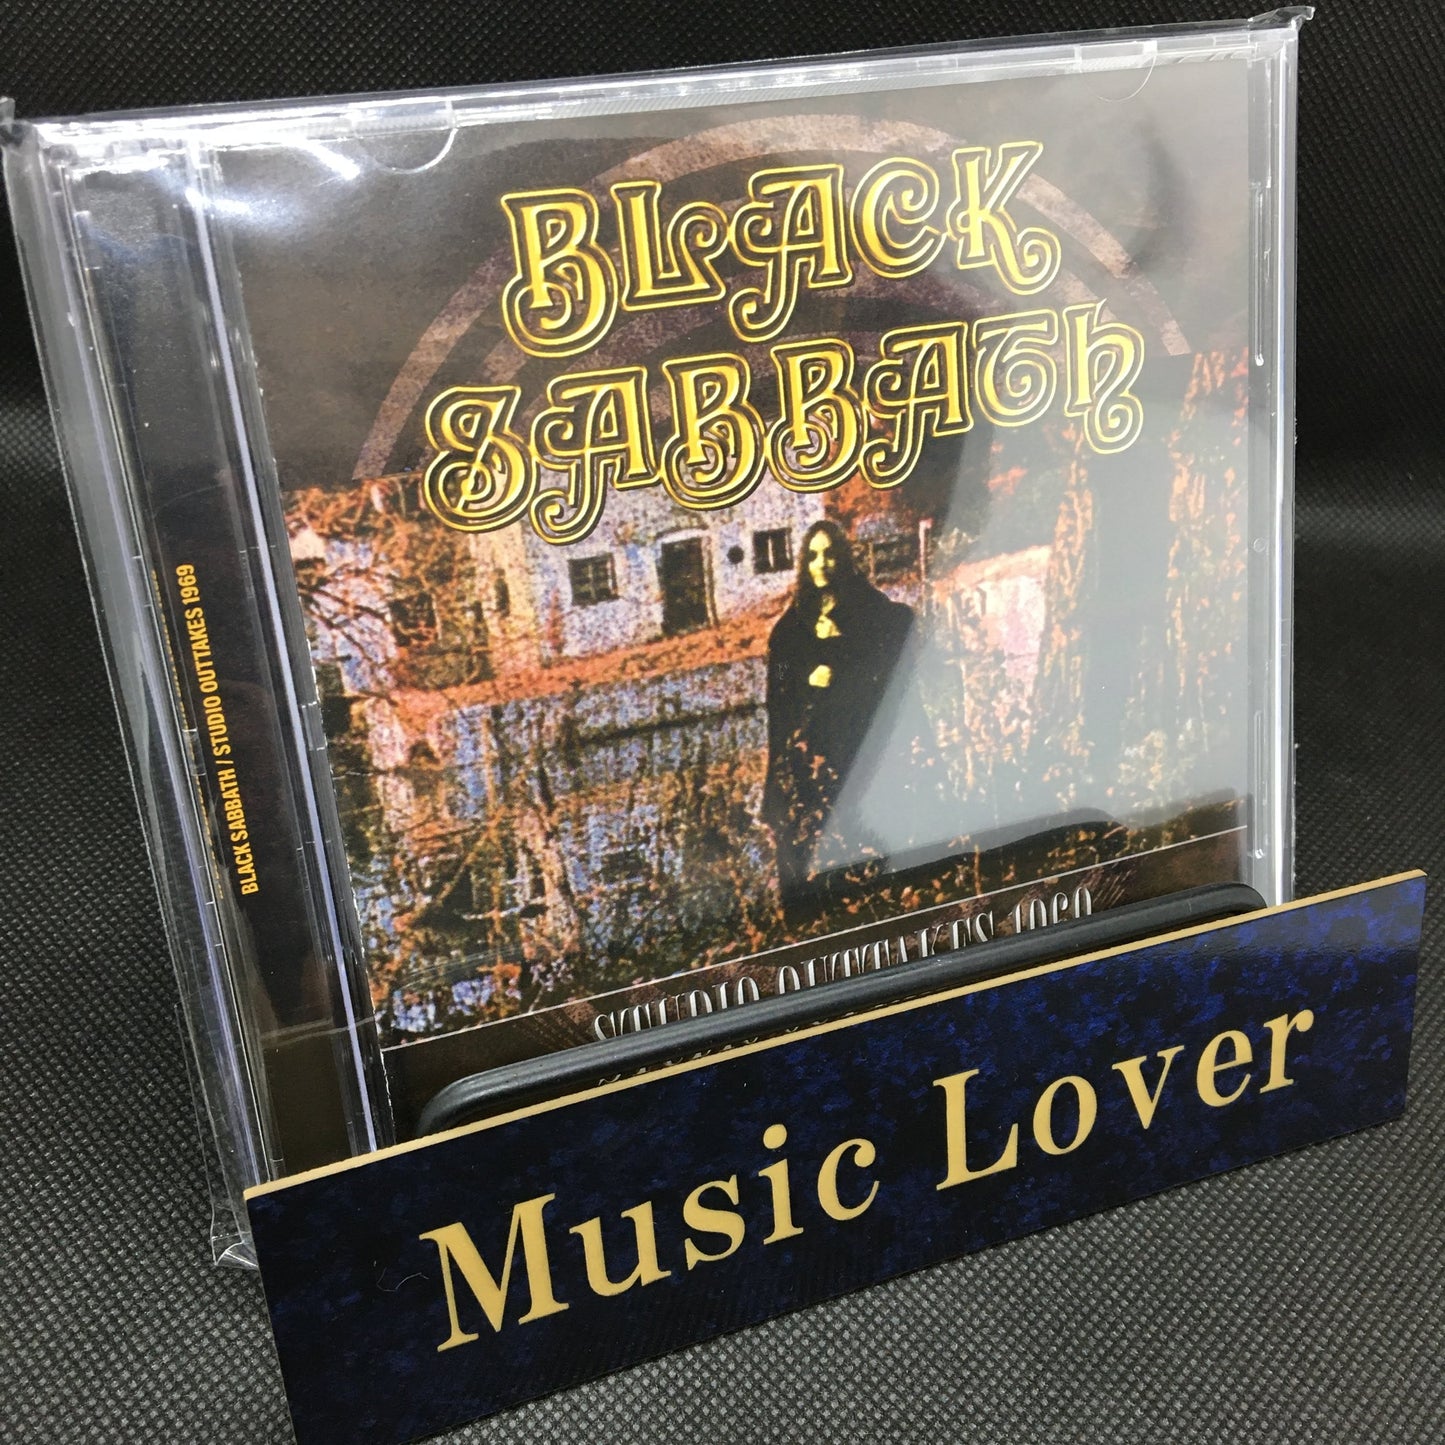 BLACK
SABBATH
BLACK SABBATH / STUDIO OUTTAKES 1969
STUDIO OUTTAKES 1969
Music Lover